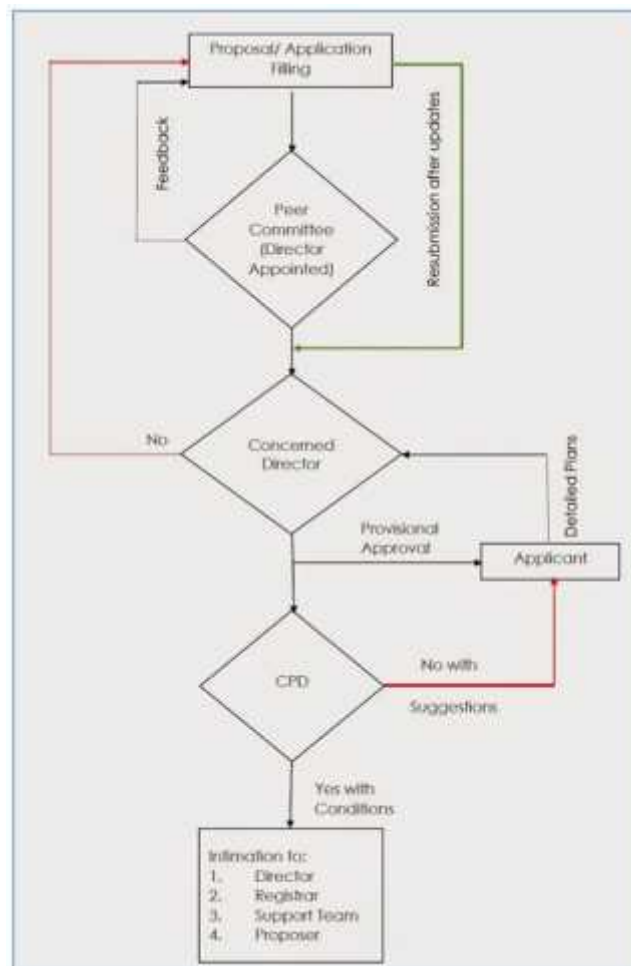 Proposal/ Application
Filling
Feedback
Resubmission after updates
Peer
Committee
(Director
Appointed)
No
Concerned
Director
Detailed Plans
Provisional
Approval
Applicant
CPD
No with
Suggestions
Yes with
Conditions
Intimation to:
1. Director
2. Registrar
3. Support Team
4. Proposer